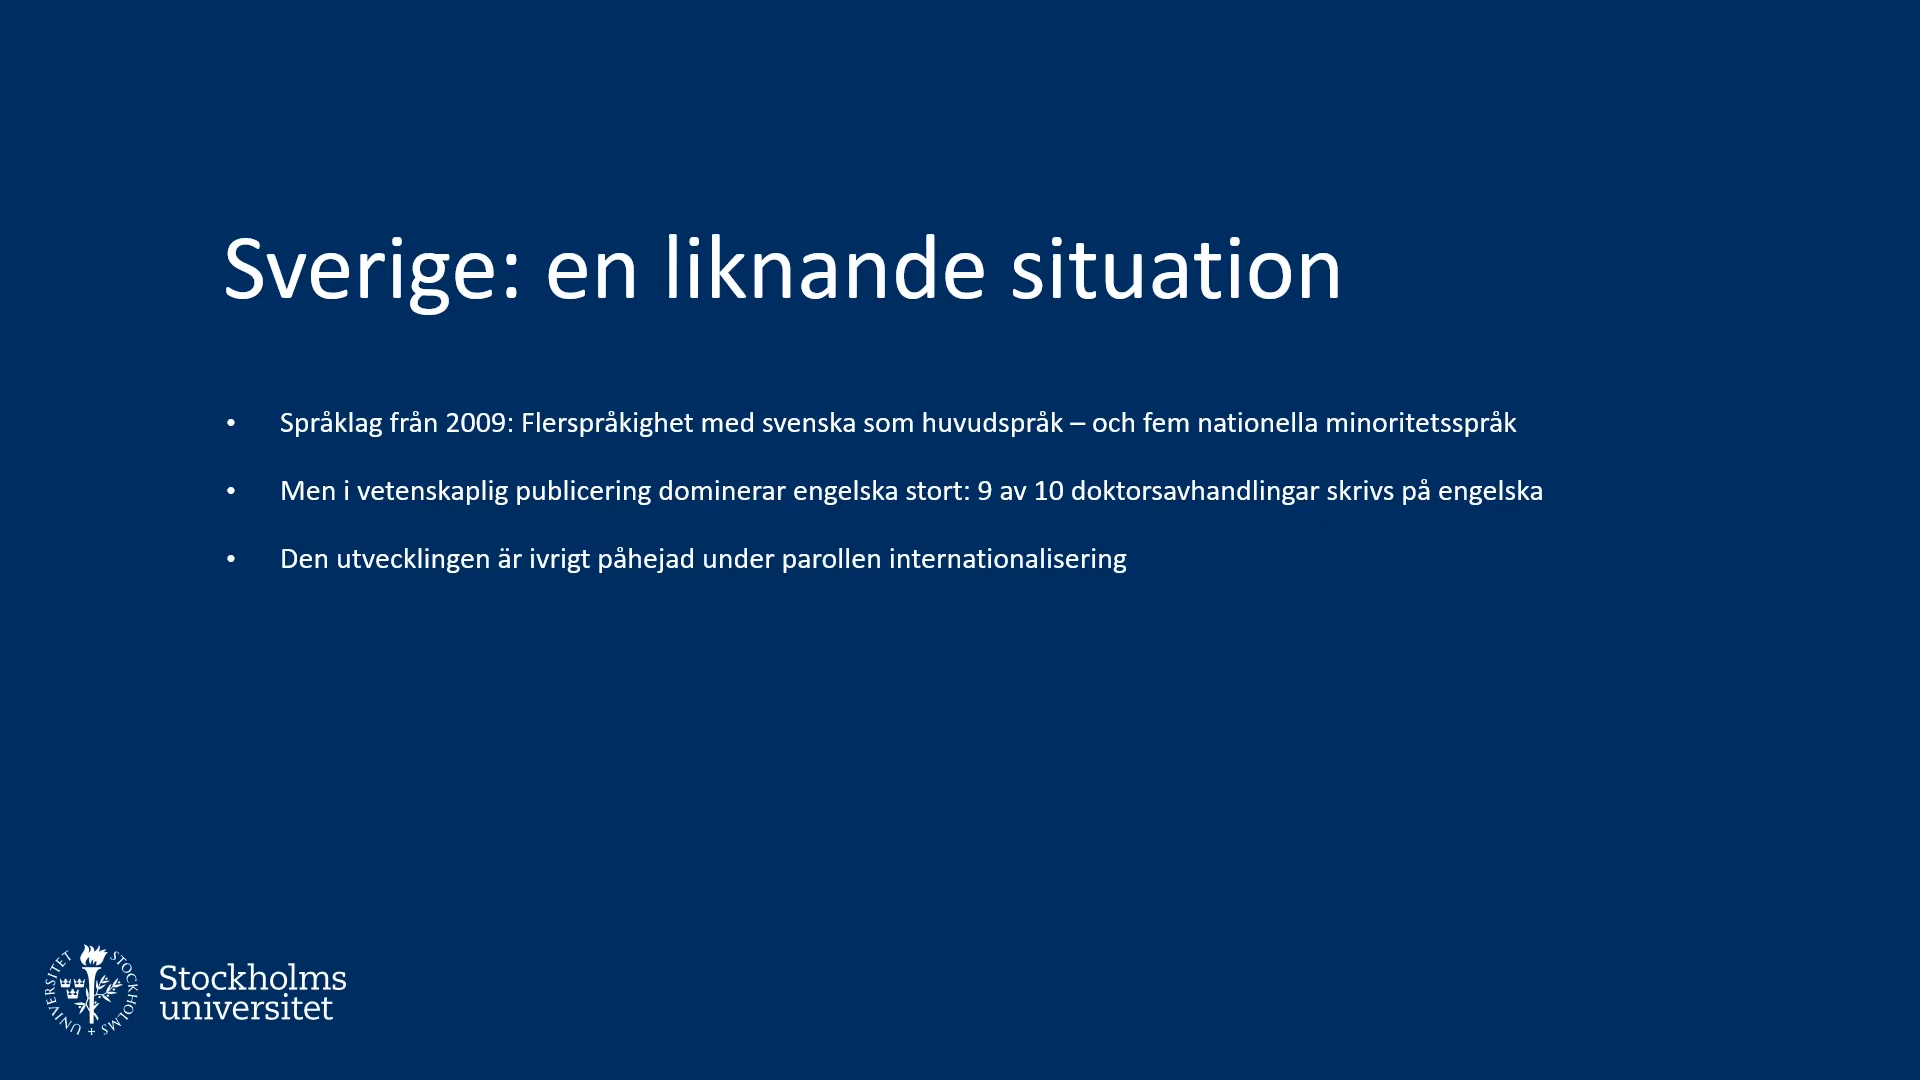 Sverige: en liknande situation
• Språklag från 2009: Flerspråkighet med svenska som huvudspråk – och fem nationella minoritetsspråk
• Men i vetenskaplig publicering dominerar engelska stort: 9 av 10 doktorsavhandlingar skrivs på engelska
• Den utvecklingen är ivrigt påhejad under parollen internationalisering
STOCKHOLMS + UNIVERSITET
Stockholms
universitet